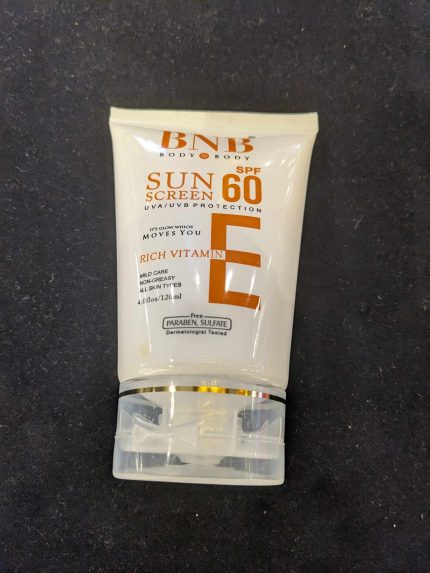 BNB®
BODY TO BODY
SUN SCREEN SPF 60
UVA/UVB PROTECTION
IT'S GLOW WHICH
MOVES YOU
RICH VITAMIN E
MILD CARE
NON-GREASY
ALL SKIN TYPES
4.0floz/120ml
Free
PARABEN, SULFATE
Dermatologist Tested